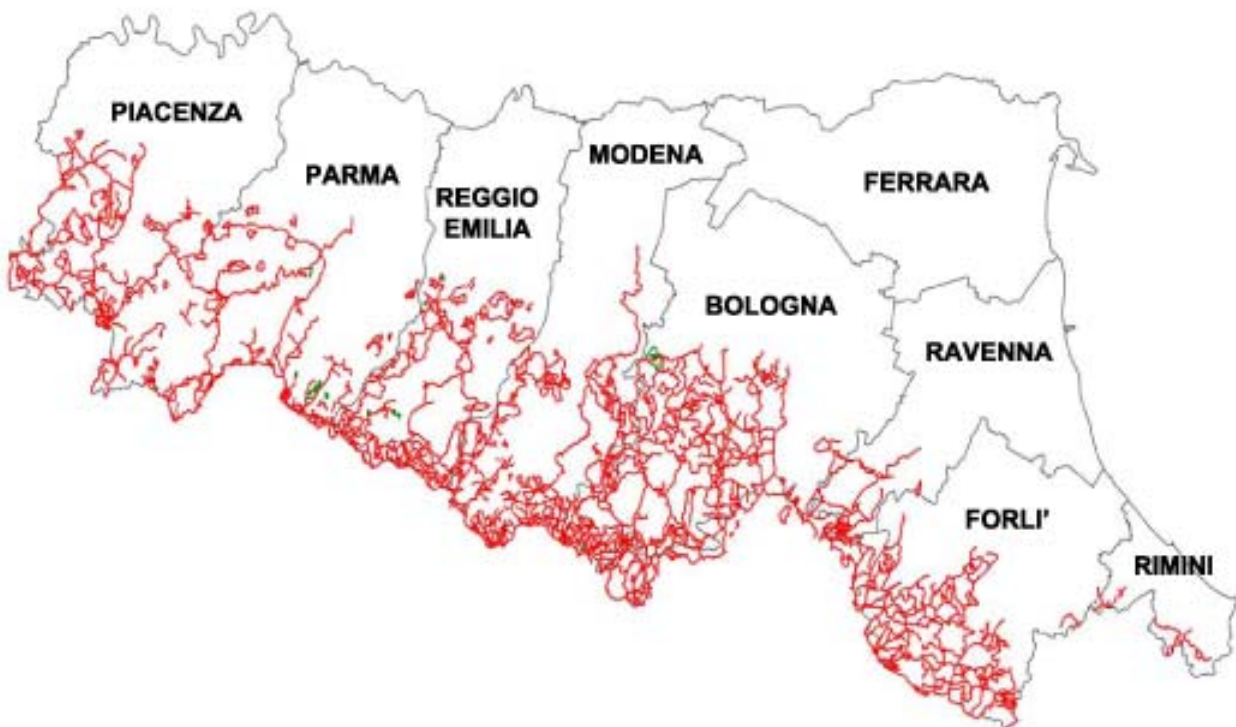 PIACENZA
PARMA
REGGIO
EMILIA
MODENA
FERRARA
BOLOGNA
RAVENNA
FORLI'
RIMINI